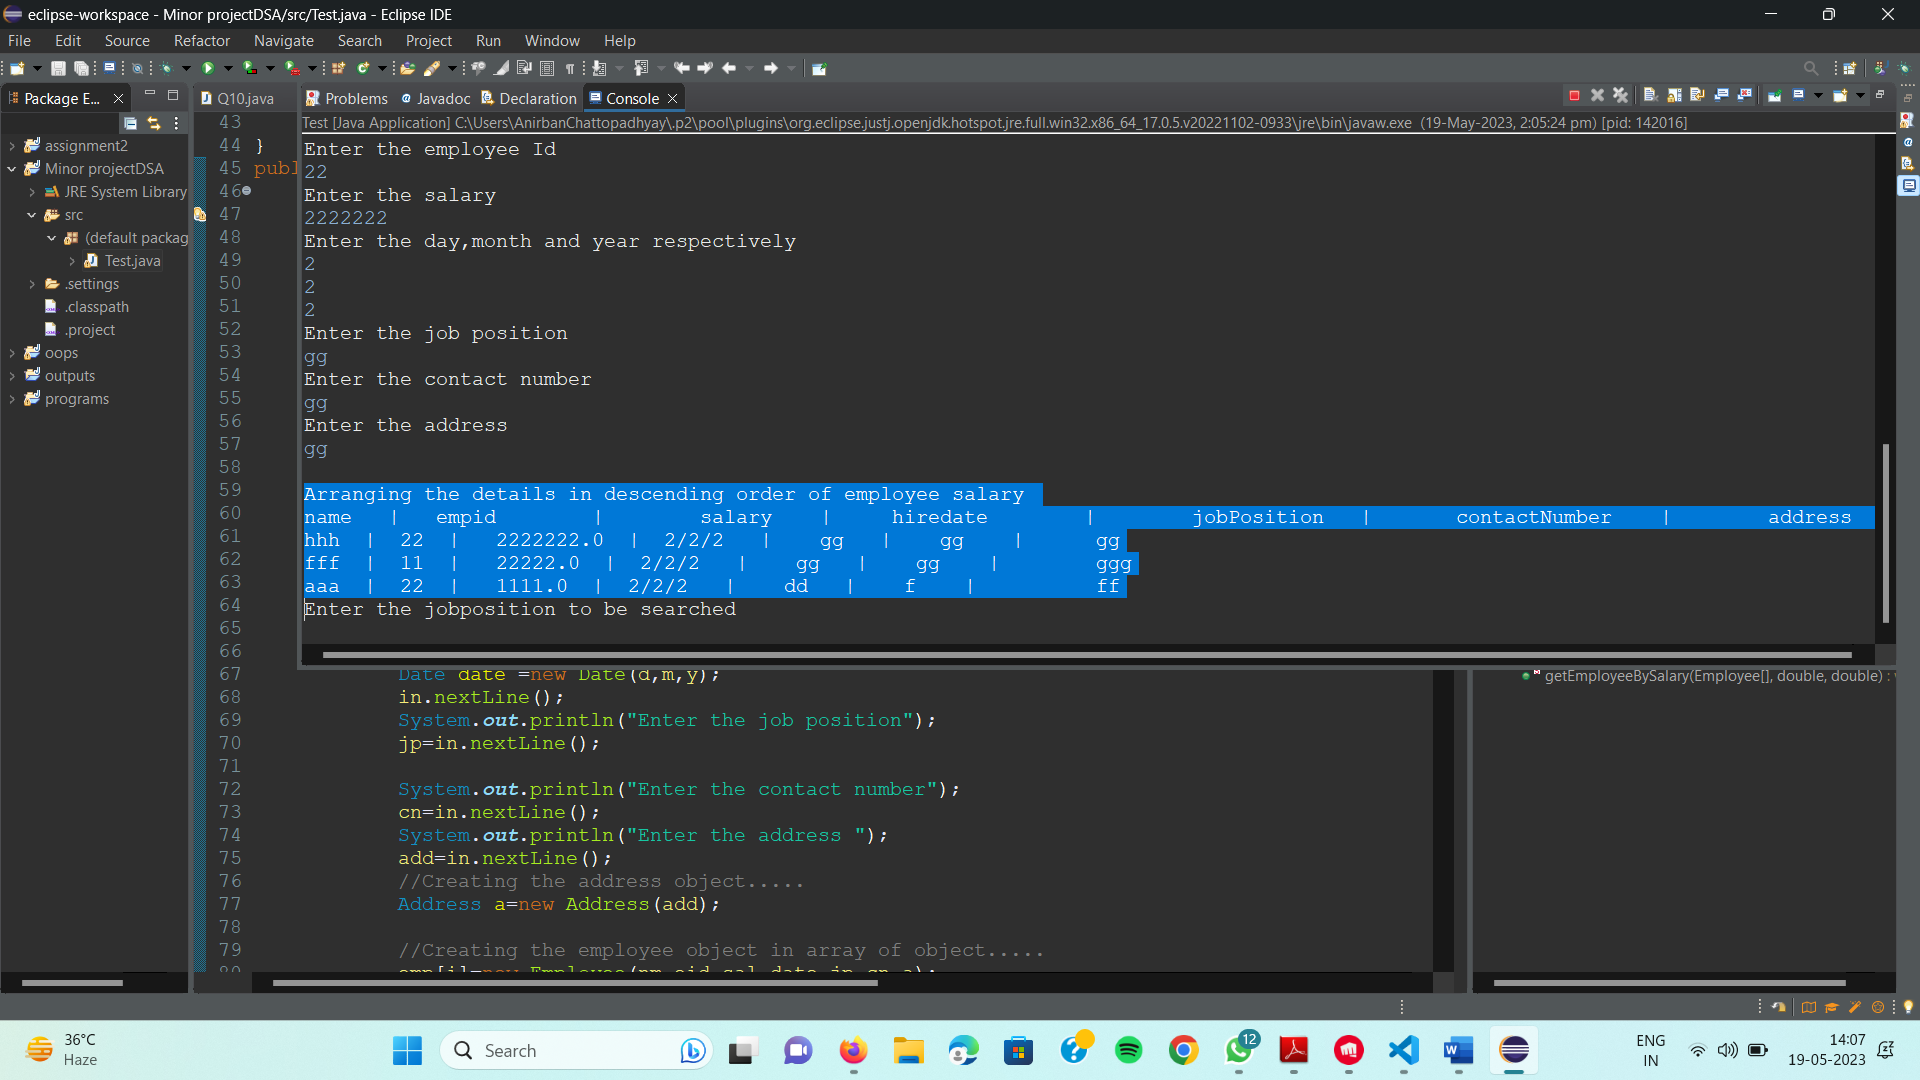 eclipse-workspace - Minor projectDSA/src/Test.java - Eclipse IDE
File Edit Source Refactor Navigate Search Project Run Window Help
Package E...
Q10.java
Problems Javadoc Declaration Console
Test [Java Application] C:\Users\AnirbanChattopadhyay\.p2\pool\plugins\org.eclipse.justj.openjdk.hotspot.jre.full.win32.x86_64_17.0.5.v20221102-0933\jre\bin\javaw.exe (19-May-2023, 2:05:24 pm) [pid: 142016]
assignment2
Minor projectDSA
JRE System Library
src
(default packag
Test.java
.settings
.classpath
.project
oops
outputs
programs
43
44 }
45 publ
46
47
48
49
50
51
52
53
54
55
56
57
58
59
60
61
62
63
64
65
66
Enter the employee Id
22
Enter the salary
2222222
Enter the day,month and year respectively
2
2
2
Enter the job position
gg
Enter the contact number
gg
Enter the address
gg
Arranging the details in descending order of employee salary
name | empid | salary | hiredate | jobPosition | contactNumber | address
hhh | 22 | 2222222.0 | 2/2/2 | gg | gg | gg
fff | 11 | 22222.0 | 2/2/2 | gg | gg | ggg
aaa | 22 | 1111.0 | 2/2/2 | dd | f | ff
Enter the jobposition to be searched
67 Date date =new Date(d,m,y);
68 in.nextLine();
69 System.out.println("Enter the job position");
70 jp=in.nextLine();
71
72 System.out.println("Enter the contact number");
73 cn=in.nextLine();
74 System.out.println("Enter the address ");
75 add=in.nextLine();
76 //Creating the address object.....
77 Address a=new Address(add);
78
79 //Creating the employee object in array of object.....
80 emp[i]=new Employee(nm,eid,sal,date,jp,cn,a);
getEmployeeBySalary(Employee[], double, double) :
36°C
Haze
Search
12
ENG
IN
14:07
19-05-2023